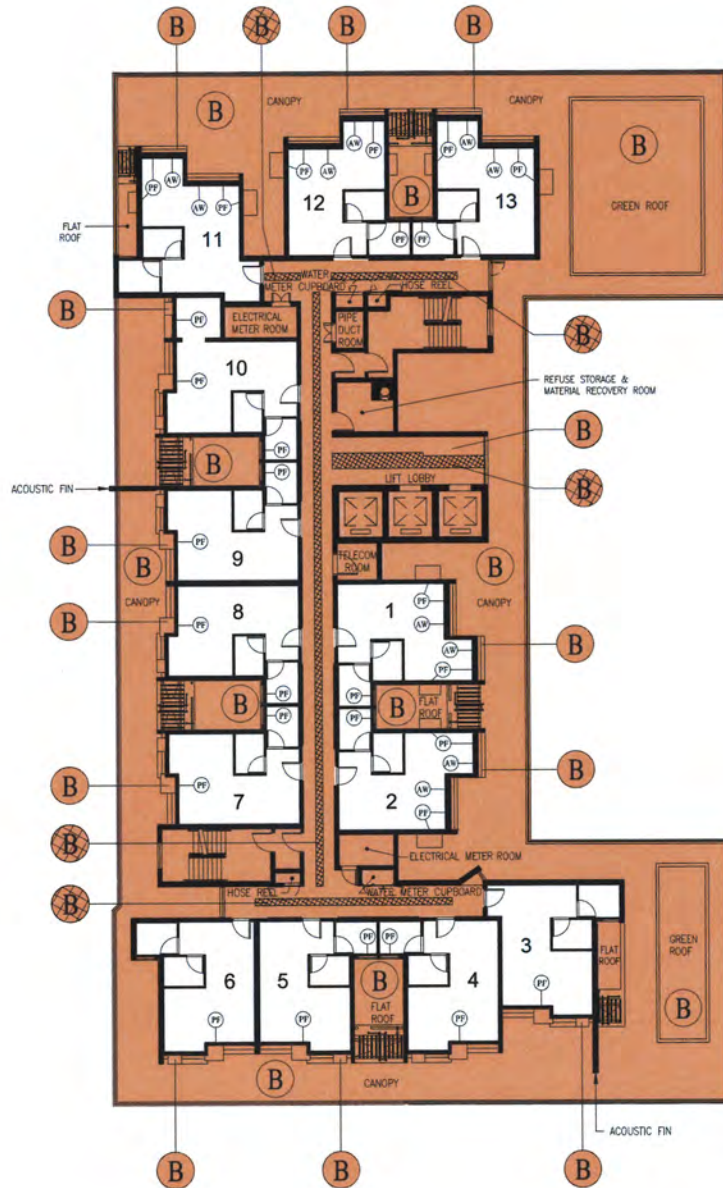 B
B
B
B
B
CANOPY
CANOPY
B
B
GREEN ROOF
PF
AW
AW
PF
PF
AW
AW
PF
PF
AW
AW
PF
12
13
11
PF
PF
FLAT
ROOF
WATER
METER CUPBOARD
HOSE REEL
B
ELECTRICAL
METER ROOM
PIPE
DUCT
ROOM
B
PF
10
PF
REFUSE STORAGE &
MATERIAL RECOVERY ROOM
B
PF
B
PF
LIFT LOBBY
B
ACOUSTIC FIN
B
PF
9
TELECOM
ROOM
B
B
CANOPY
CANOPY
B
PF
8
1
PF
AW
AW
PF
B
PF
PF
B
B
FLAT
ROOF
PF
PF
PF
AW
AW
PF
B
B
PF
7
2
B
ELECTRICAL METER ROOM
B
HOSE REEL
WATER METER CUPBOARD
PF
PF
6
5
4
3
B
FLAT
ROOF
FLAT
ROOF
GREEN
ROOF
B
PF
PF
PF
PF
B
CANOPY
ACOUSTIC FIN
B
B
B